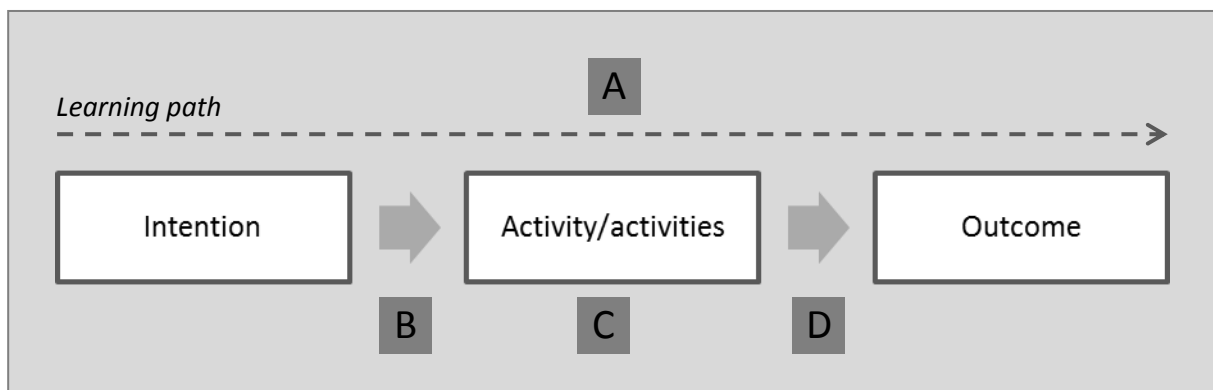 A
Learning path
Intention
Activity/activities
Outcome
B
C
D